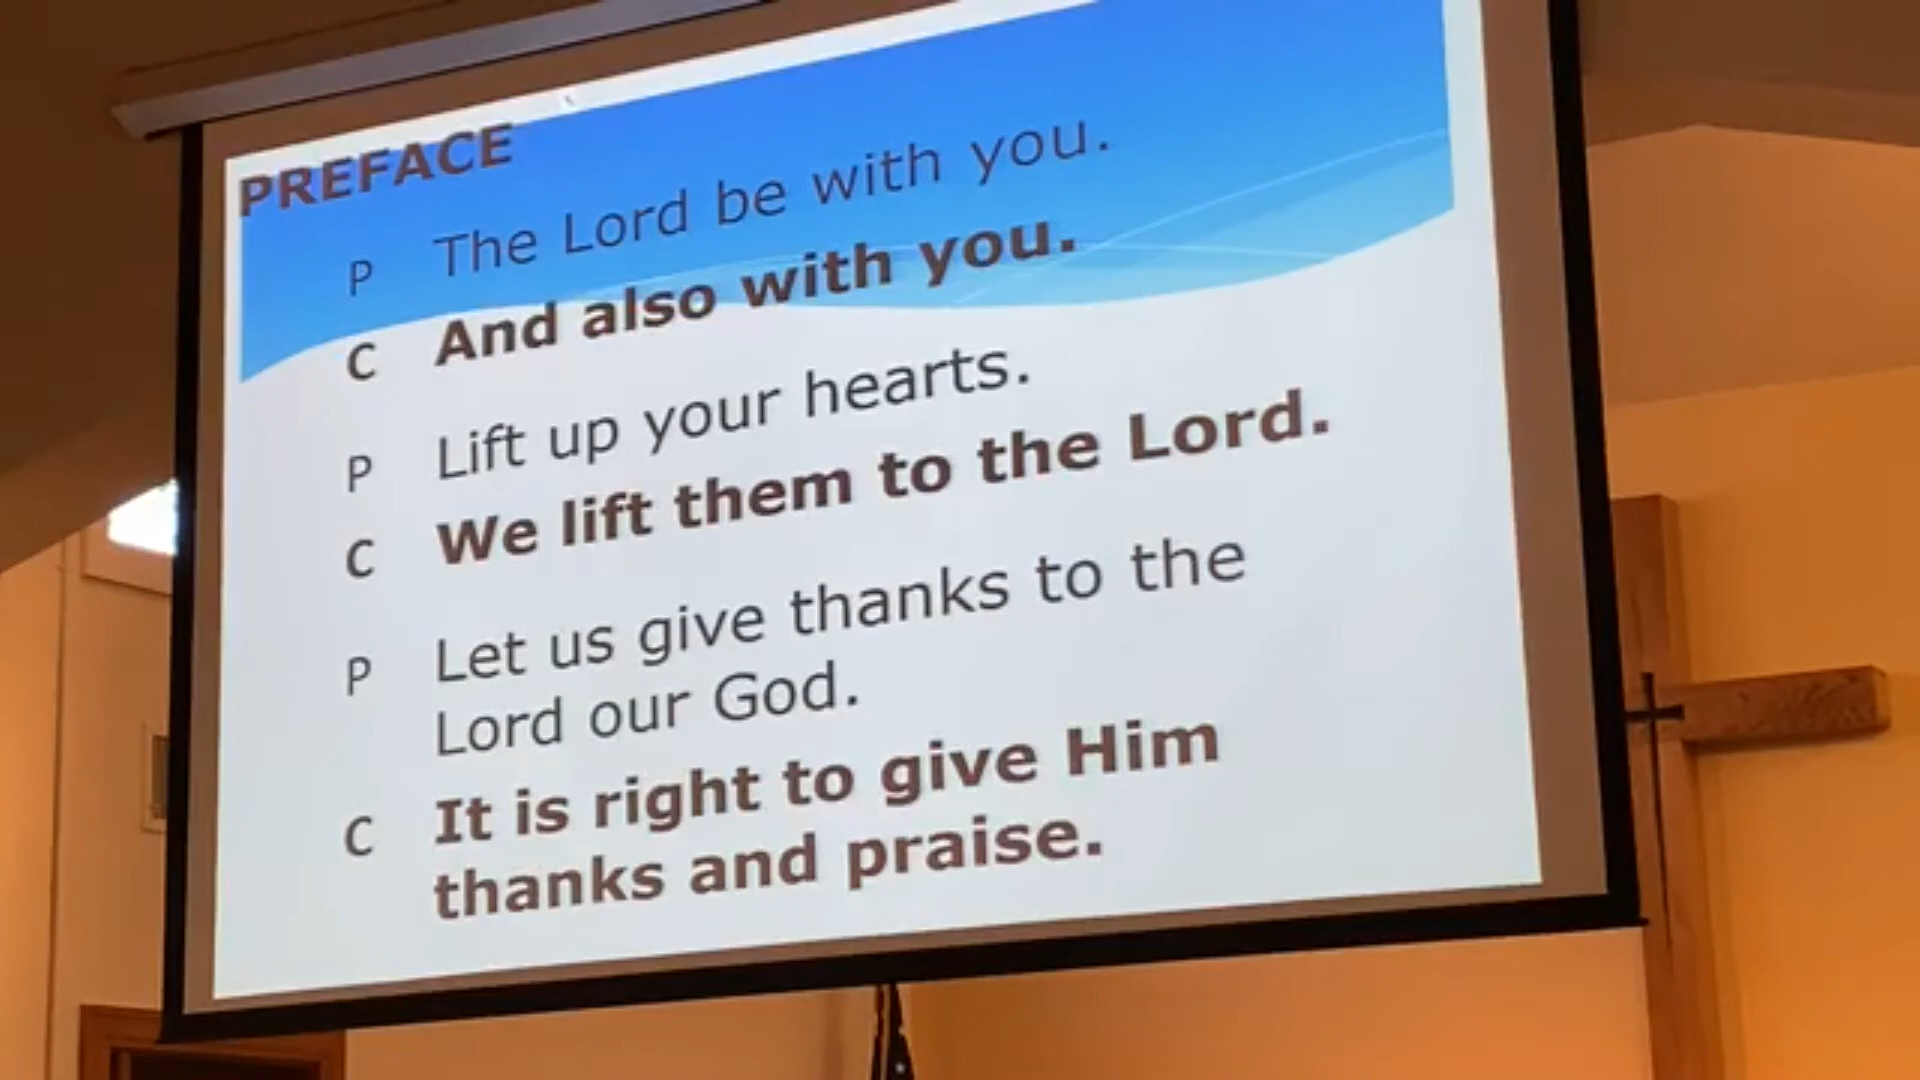 PREFACE
P The Lord be with you.
C And also with you.
P Lift up your hearts.
C We lift them to the Lord.
P Let us give thanks to the
Lord our God.
C It is right to give Him
thanks and praise.